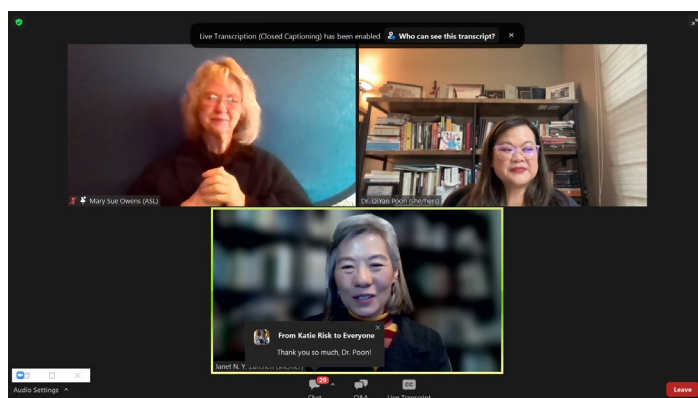 Live Transcription (Closed Captioning) has been enabled Who can see this transcript?
Mary Sue Owens (ASL)
Dr. OiYan Poon (she/hers)
From Katie Risk to Everyone
Thank you so much, Dr. Poon!
Janet N. Y.
Audio Settings
25
CC
Chat Q&A Live Transcript
Leave